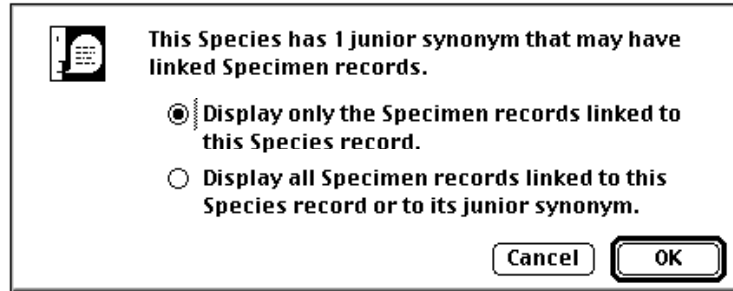 This Species has 1 junior synonym that may have
linked Specimen records.
Display only the Specimen records linked to
this Species record.
Display all Specimen records linked to this
Species record or to its junior synonym.
Cancel
OK